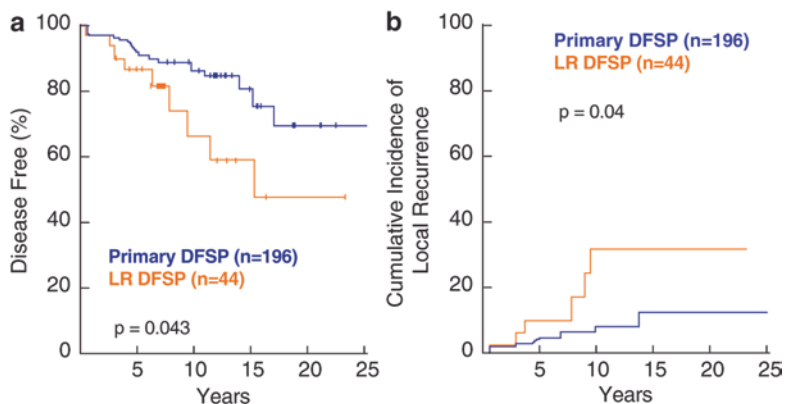 a
100
80
60
40
20
0
Disease Free (%)
Primary DFSP (n=196)
LR DFSP (n=44)
p = 0.043
5 10 15 20 25
Years
b
100
80
60
40
20
0
Cumulative Incidence of
Local Recurrence
Primary DFSP (n=196)
LR DFSP (n=44)
p = 0.04
5 10 15 20 25
Years